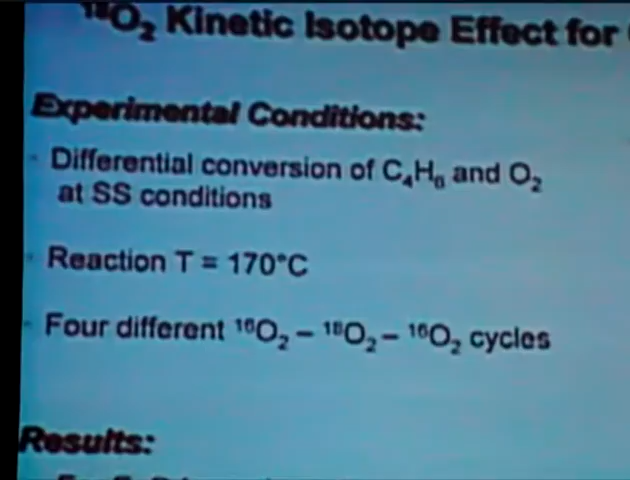 ¹⁸O₂ Kinetic Isotope Effect for
Experimental Conditions:
- Differential conversion of C₄H₆ and O₂
at SS conditions
- Reaction T = 170°C
- Four different ¹⁶O₂ – ¹⁸O₂ – ¹⁶O₂ cycles
Results: